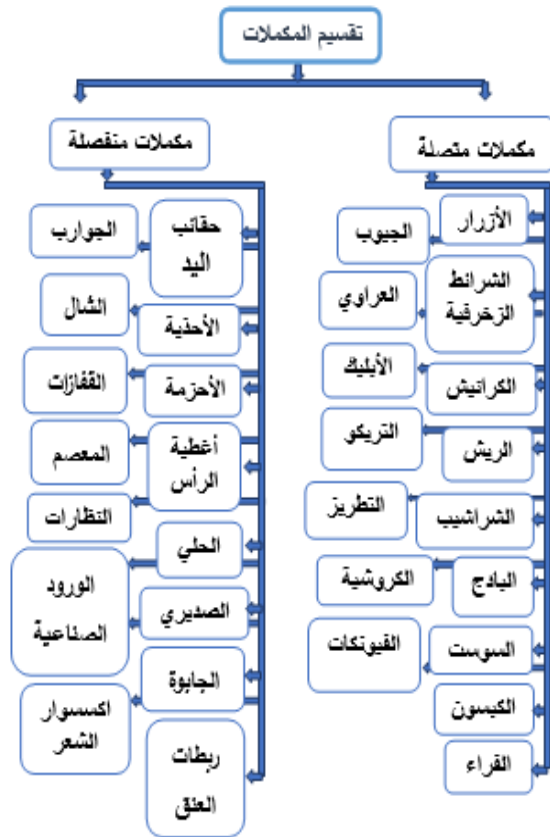 تقسيم المكملات
مكملات متصلة
الأزرار
الجيوب
الشرائط
الزخرفية
العراوي
الكرانيش
الأبليك
الريش
التريكو
الشراشيب
التطريز
البادج
الكروشية
السوست
الفيونكات
الكبسون
الفراء
مكملات منفصلة
حقائب
اليد
الجوارب
الأحذية
الشال
الأحزمة
القفازات
أغطية
الرأس
المعصم
النظارات
الحلي
الورود
الصناعية
الصديري
الجابوة
اكسسوار
الشعر
ربطات
العنق